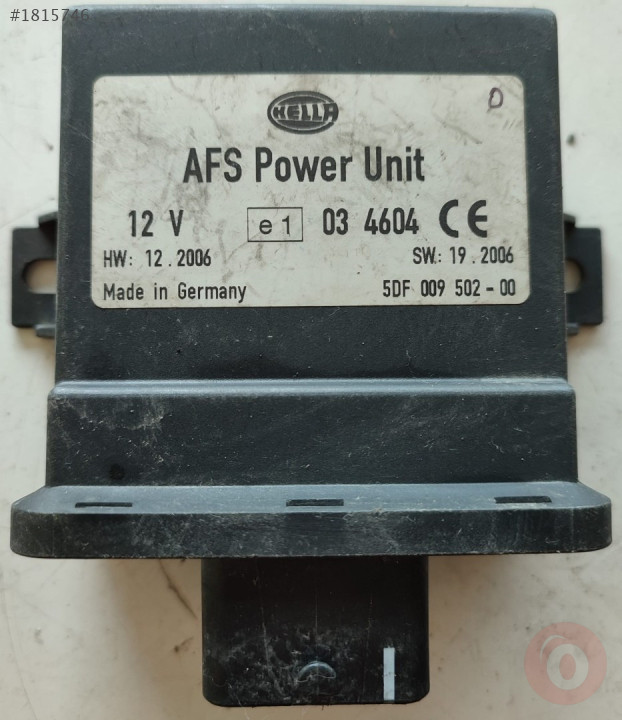 #1815746
HELLA
0
AFS Power Unit
12 V e1 03 4604 CE
HW: 12.2006 SW: 19.2006
Made in Germany 5DF 009 502-00